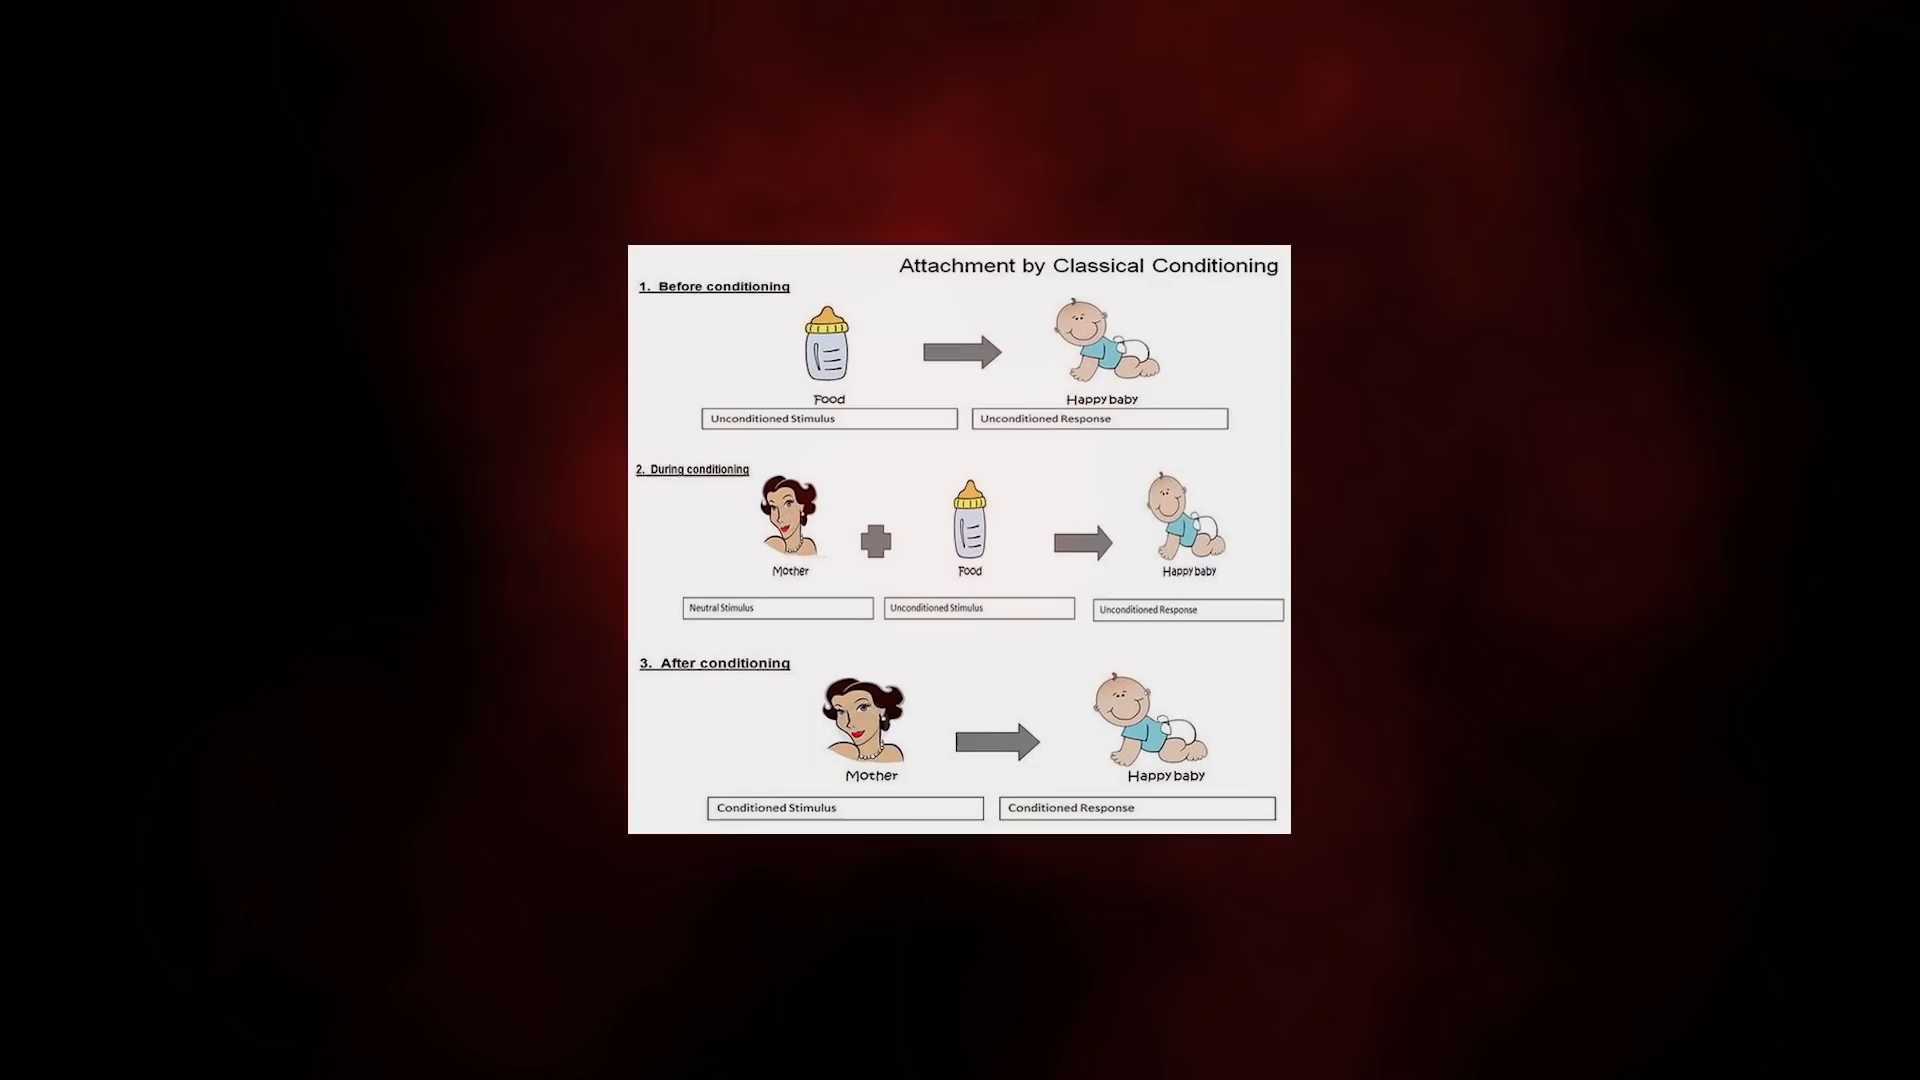 Attachment by Classical Conditioning
1. Before conditioning
Food
Happy baby
Unconditioned Stimulus
Unconditioned Response
2. During conditioning
Mother
Food
Happy baby
Neutral Stimulus
Unconditioned Stimulus
Unconditioned Response
3. After conditioning
Mother
Happy baby
Conditioned Stimulus
Conditioned Response